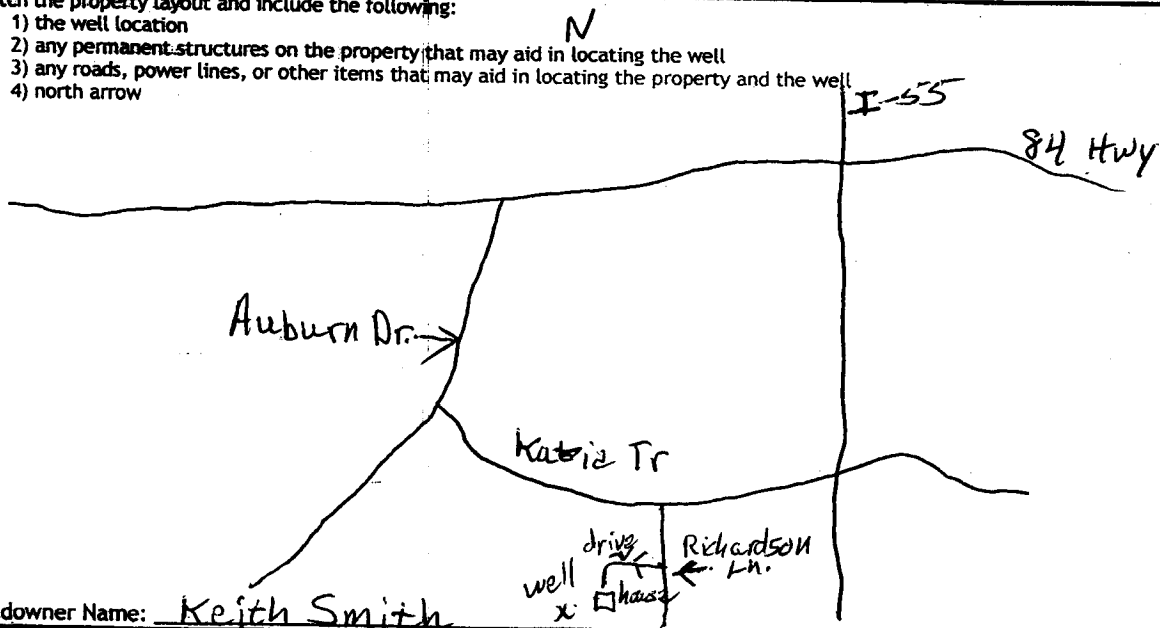 tch the property layout and include the following:
1) the well location
N
2) any permanent structures on the property that may aid in locating the well
3) any roads, power lines, or other items that may aid in locating the property and the well
4) north arrow
I-55
84 Hwy
Auburn Dr.
Katie Tr
drive
Richardson
Ln.
well
x
house
downer Name: Keith Smith